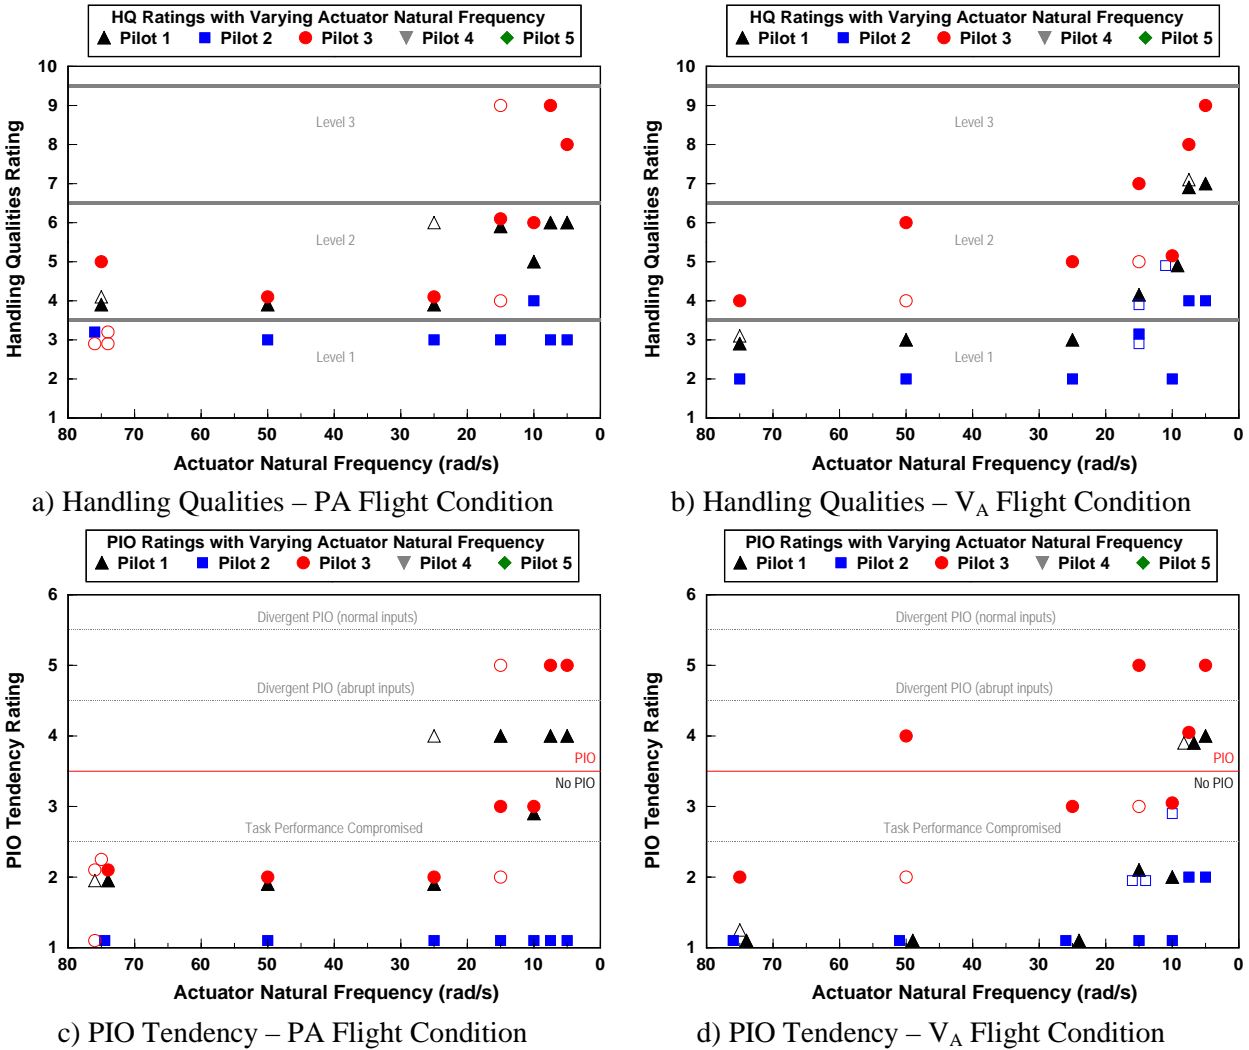 HQ Ratings with Varying Actuator Natural Frequency
Pilot 1 Pilot 2 Pilot 3 Pilot 4 Pilot 5
10
9
8
7
6
5
4
3
2
1
Handling Qualities Rating
Level 3
Level 2
Level 1
80 70 60 50 40 30 20 10 0
Actuator Natural Frequency (rad/s)
a) Handling Qualities – PA Flight Condition
HQ Ratings with Varying Actuator Natural Frequency
Pilot 1 Pilot 2 Pilot 3 Pilot 4 Pilot 5
10
9
8
7
6
5
4
3
2
1
Handling Qualities Rating
Level 3
Level 2
Level 1
80 70 60 50 40 30 20 10 0
Actuator Natural Frequency (rad/s)
b) Handling Qualities – VA Flight Condition
PIO Ratings with Varying Actuator Natural Frequency
Pilot 1 Pilot 2 Pilot 3 Pilot 4 Pilot 5
6
5
4
3
2
1
PIO Tendency Rating
Divergent PIO (normal inputs)
Divergent PIO (abrupt inputs)
PIO
No PIO
Task Performance Compromised
80 70 60 50 40 30 20 10 0
Actuator Natural Frequency (rad/s)
c) PIO Tendency – PA Flight Condition
PIO Ratings with Varying Actuator Natural Frequency
Pilot 1 Pilot 2 Pilot 3 Pilot 4 Pilot 5
6
5
4
3
2
1
PIO Tendency Rating
Divergent PIO (normal inputs)
Divergent PIO (abrupt inputs)
PIO
No PIO
Task Performance Compromised
80 70 60 50 40 30 20 10 0
Actuator Natural Frequency (rad/s)
d) PIO Tendency – VA Flight Condition